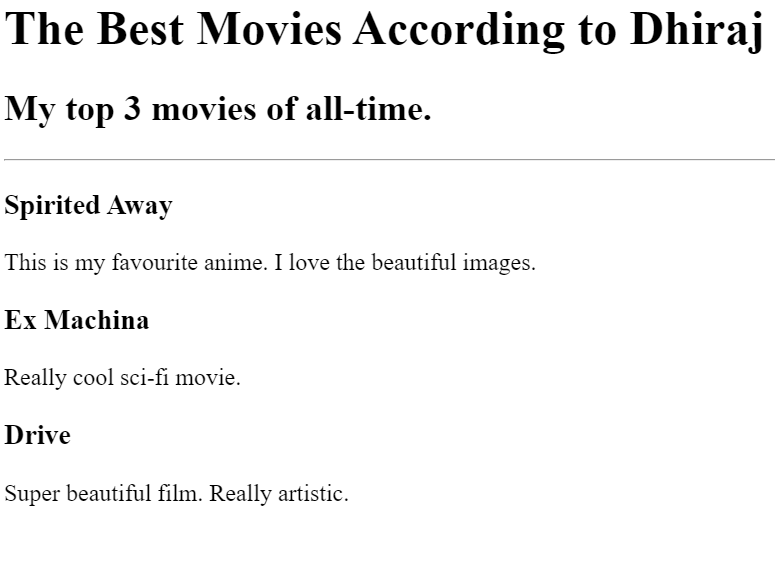 The Best Movies According to Dhiraj
My top 3 movies of all-time.
Spirited Away
This is my favourite anime. I love the beautiful images.
Ex Machina
Really cool sci-fi movie.
Drive
Super beautiful film. Really artistic.